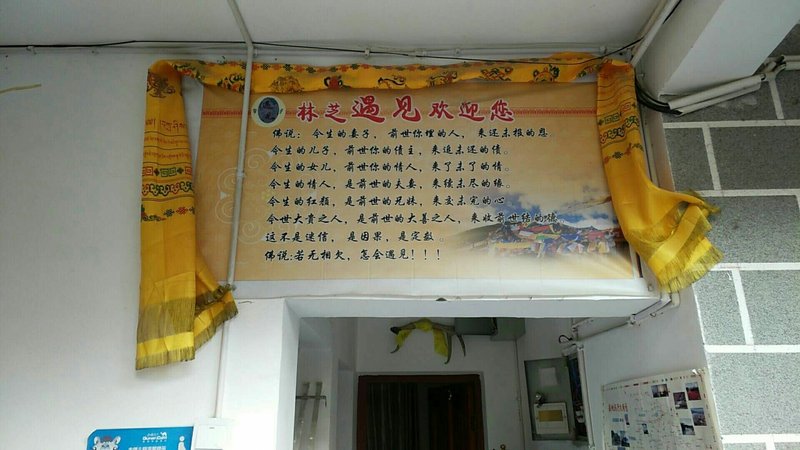 林芝遇见欢迎您
佛说：今生的妻子，前世你埋的人，来还未报的恩。
今生的儿子，前世你的债主，来追未还的债。
今生的女儿，前世你的情人，来了未了的情。
今生的情人，是前世的夫妻，来续未尽的缘。
今生的红颜，是前世的兄妹，来交未完的心
今世大贵之人，是前世的大善之人，来收前世结的德。
这不是迷信，是因果，是定数。
佛说:若无相欠，怎会遇见！！！
Qunar.Com